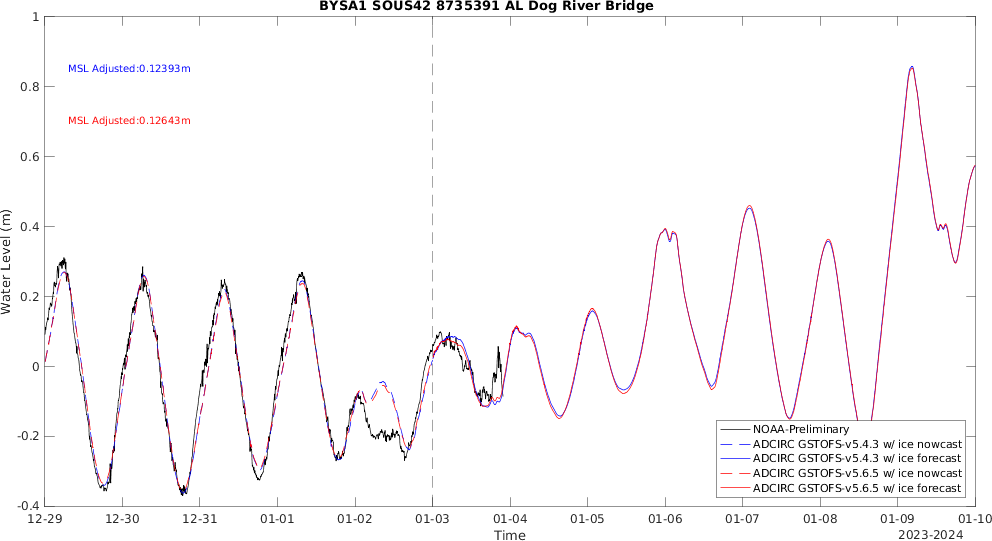 BYSA1 SOUS42 8735391 AL Dog River Bridge
MSL Adjusted:0.12393m
MSL Adjusted:0.12643m
Water Level (m)
1
0.8
0.6
0.4
0.2
0
-0.2
-0.4
NOAA-Preliminary
ADCIRC GSTOFS-v5.4.3 w/ ice nowcast
ADCIRC GSTOFS-v5.4.3 w/ ice forecast
ADCIRC GSTOFS-v5.6.5 w/ ice nowcast
ADCIRC GSTOFS-v5.6.5 w/ ice forecast
12-29 12-30 12-31 01-01 01-02 01-03 01-04 01-05 01-06 01-07 01-08 01-09 01-10
Time
2023-2024